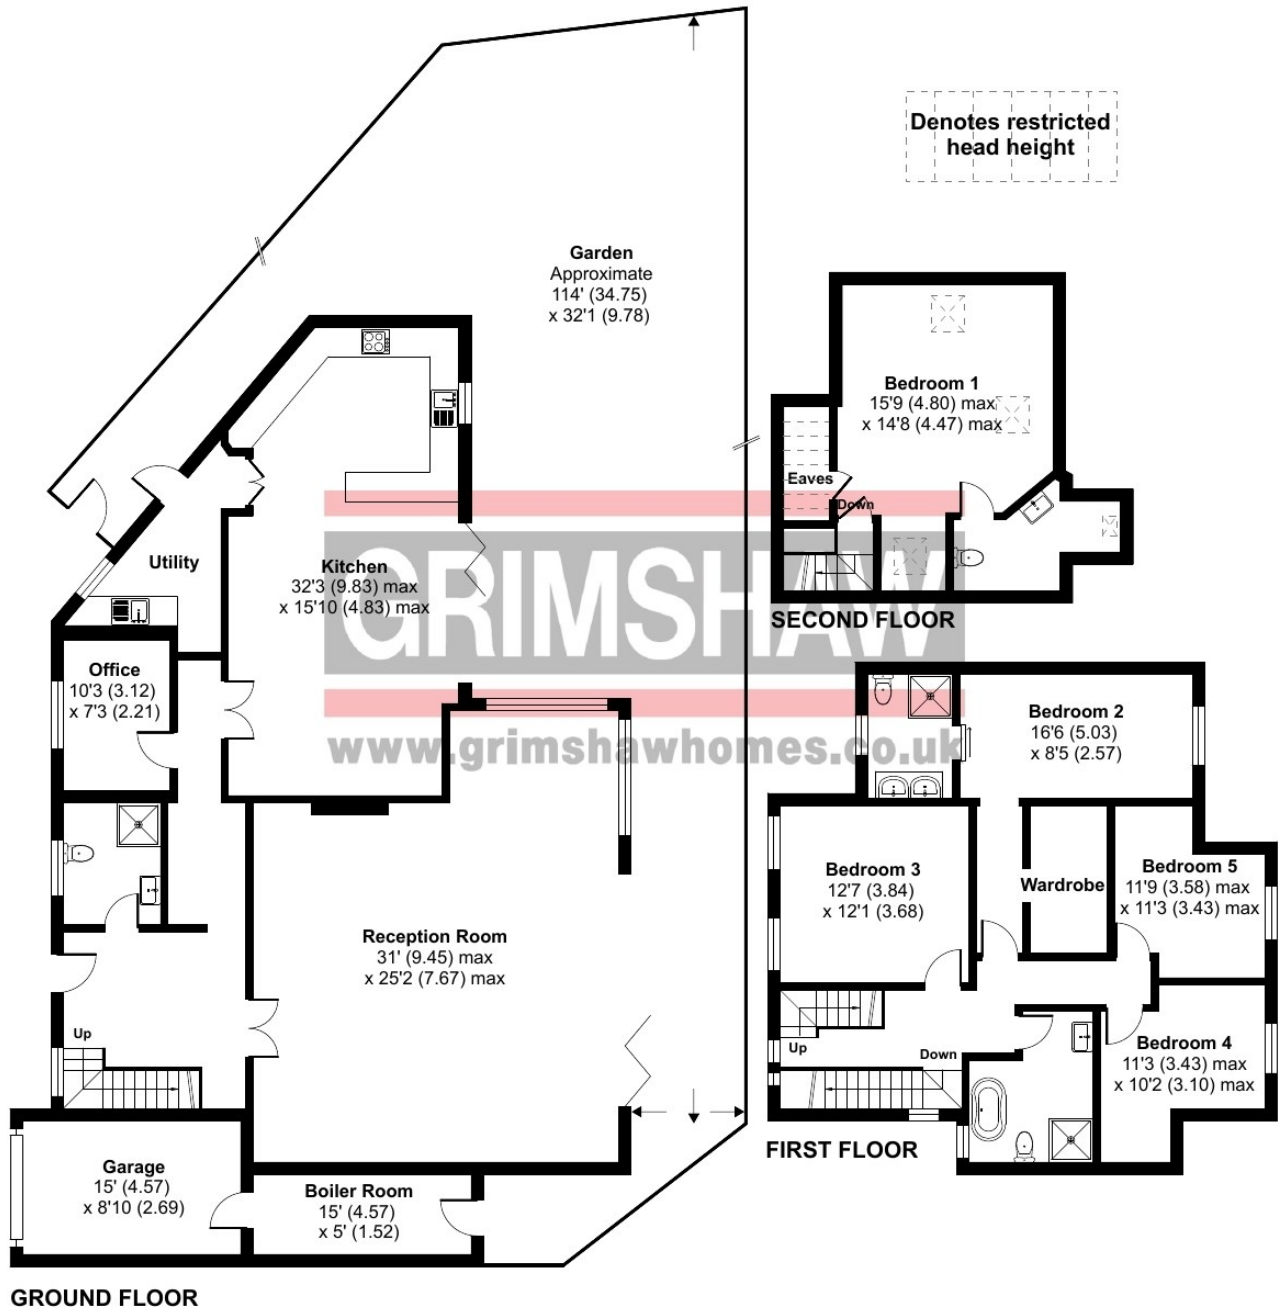 Denotes restricted
head height
Garden
Approximate
114' (34.75)
x 32'1 (9.78)
Bedroom 1
15'9 (4.80) max
x 14'8 (4.47) max
Eaves
Down
SECOND FLOOR
Utility
Kitchen
32'3 (9.83) max
x 15'10 (4.83) max
GRIMSHAW
www.grimshawhomes.co.uk
Office
10'3 (3.12)
x 7'3 (2.21)
Bedroom 2
16'6 (5.03)
x 8'5 (2.57)
Bedroom 3
12'7 (3.84)
x 12'1 (3.68)
Wardrobe
Bedroom 5
11'9 (3.58) max
x 11'3 (3.43) max
Reception Room
31' (9.45) max
x 25'2 (7.67) max
Up
Up
Down
Bedroom 4
11'3 (3.43) max
x 10'2 (3.10) max
FIRST FLOOR
Garage
15' (4.57)
x 8'10 (2.69)
Boiler Room
15' (4.57)
x 5' (1.52)
GROUND FLOOR